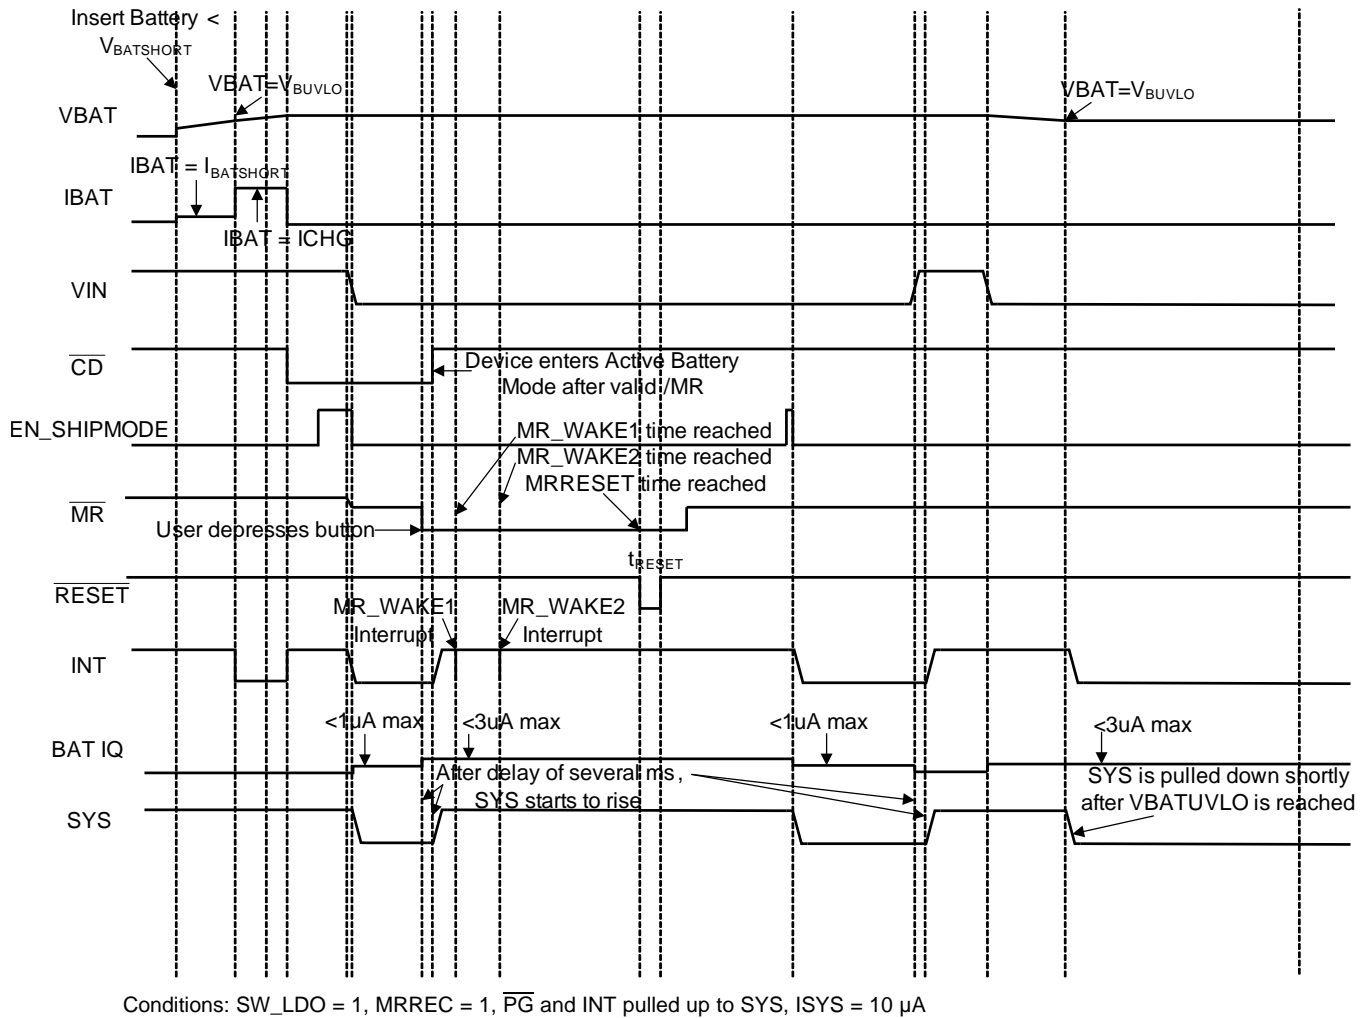 Insert Battery <
VBATSHORT
VBAT=VBUVLO
VBAT=VBUVLO
VBAT
IBAT = IBATSHORT
IBAT
IBAT = ICHG
VIN
CD
Device enters Active Battery
Mode after valid /MR
EN_SHIPMODE
MR_WAKE1 time reached
MR_WAKE2 time reached
MRRESET time reached
MR
User depresses button
tRESET
RESET
MR_WAKE1
Interrupt
MR_WAKE2
Interrupt
INT
<1uA max
<3uA max
<1uA max
<3uA max
BAT IQ
After delay of several ms,
SYS starts to rise
SYS is pulled down shortly
after VBATUVLO is reached
SYS
Conditions: SW_LDO = 1, MRREC = 1, PG and INT pulled up to SYS, ISYS = 10 µA